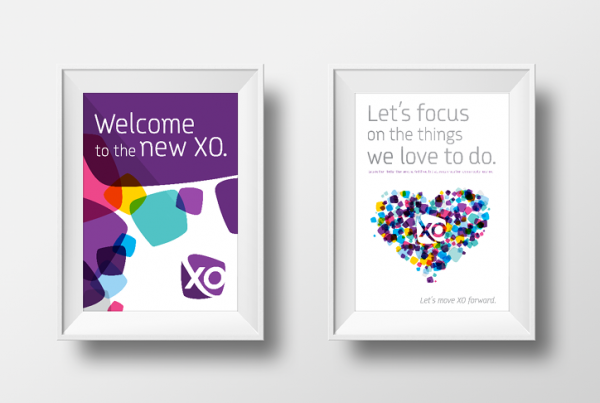 Welcome
to the new XO.
XO
Let's focus
on the things
we love to do.
XO
Let's move XO forward.